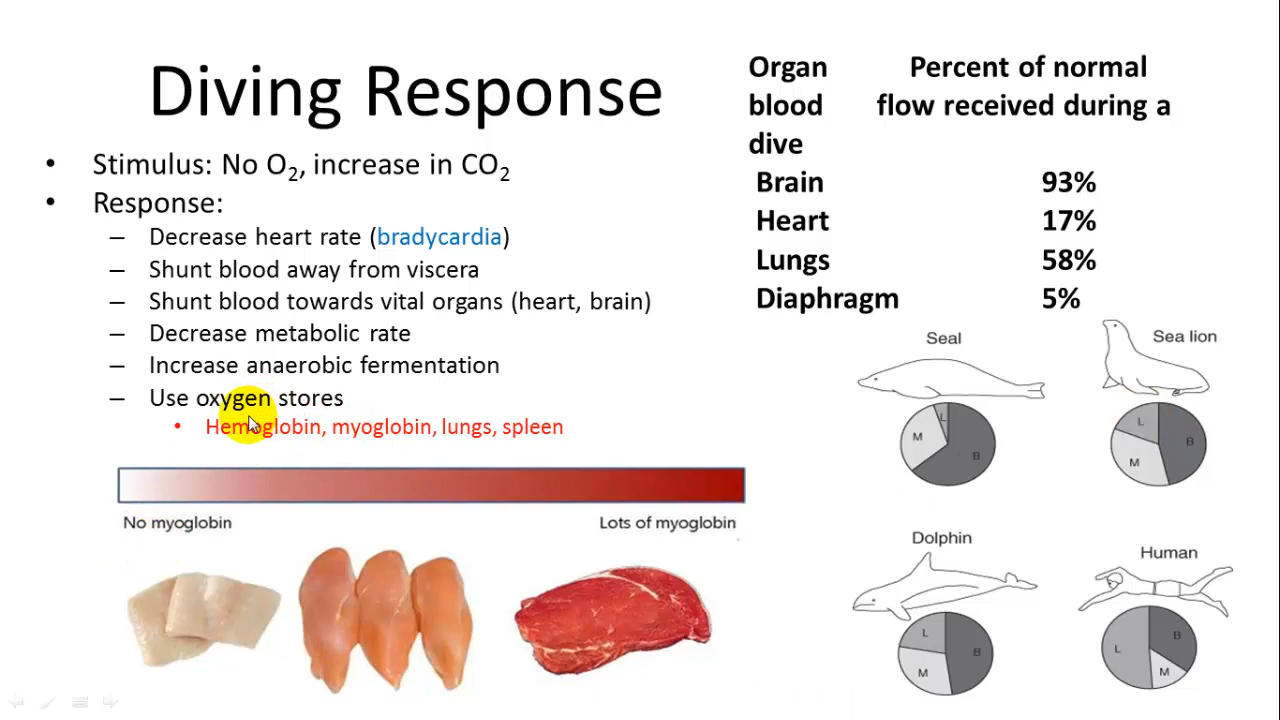 Diving Response
• Stimulus: No O₂, increase in CO₂
• Response:
– Decrease heart rate (bradycardia)
– Shunt blood away from viscera
– Shunt blood towards vital organs (heart, brain)
– Decrease metabolic rate
– Increase anaerobic fermentation
– Use oxygen stores
• Hemoglobin, myoglobin, lungs, spleen
No myoglobin Lots of myoglobin
Organ Percent of normal
blood flow received during a
dive
Brain 93%
Heart 17%
Lungs 58%
Diaphragm 5%
Seal
L
M
B
Sea lion
L
B
M
Dolphin
L
B
M
Human
B
L
M